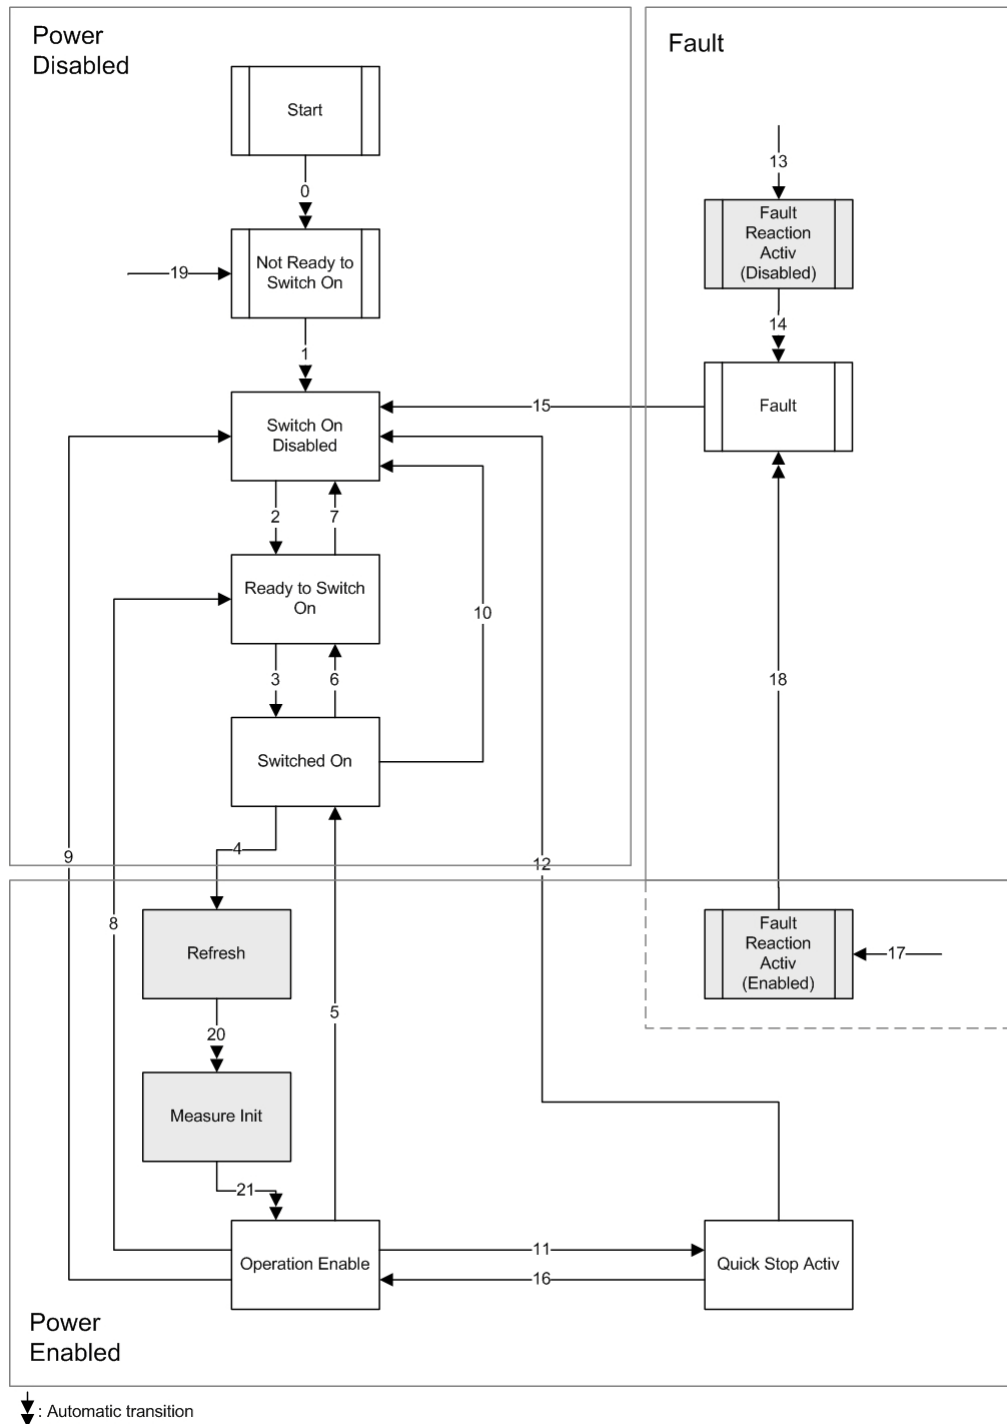 Power
Disabled
Fault
Start
0
13
Fault
Reaction
Activ
(Disabled)
Not Ready to
Switch On
19
14
1
Switch On
Disabled
15
Fault
2
7
Ready to Switch
On
10
3
6
18
Switched On
4
9
12
8
Refresh
Fault
Reaction
Activ
(Enabled)
17
5
20
Measure Init
21
Operation Enable
11
16
Quick Stop Activ
Power
Enabled
: Automatic transition